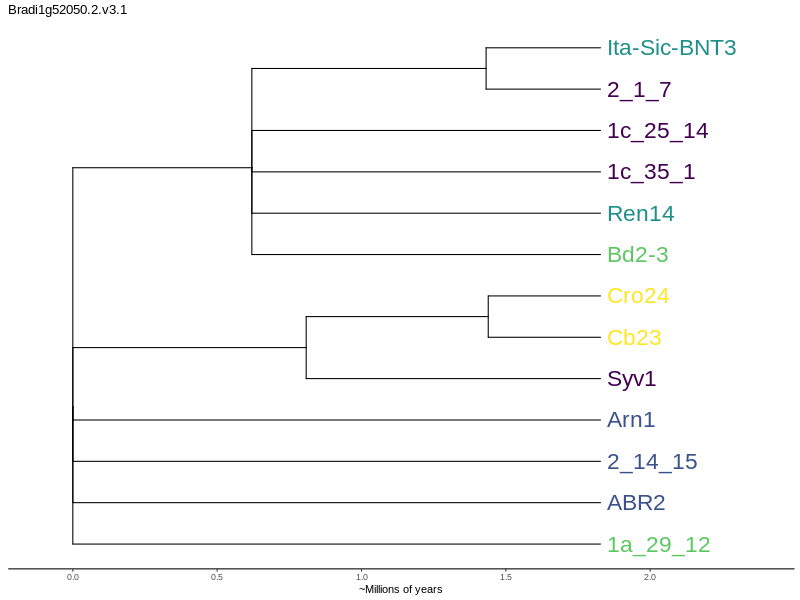 Bradi1g52050.2.v3.1
Ita-Sic-BNT3
2_1_7
1c_25_14
1c_35_1
Ren14
Bd2-3
Cro24
Cb23
Syv1
Arn1
2_14_15
ABR2
1a_29_12
0.0 0.5 1.0 1.5 2.0
~Millions of years